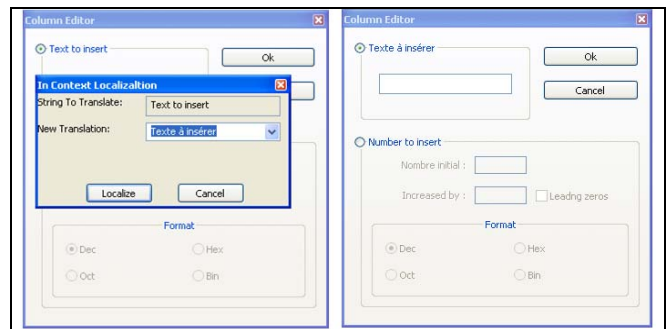 Column Editor
Text to insert
Ok
In Context Localizaltion
String To Translate:
Text to insert
New Translation:
Texte à insérer
Localize
Cancel
Format
Dec
Hex
Oct
Bin
Column Editor
Texte à insérer
Ok
Cancel
Number to insert
Nombre initial :
Increased by :
Leadng zeros
Format
Dec
Hex
Oct
Bin